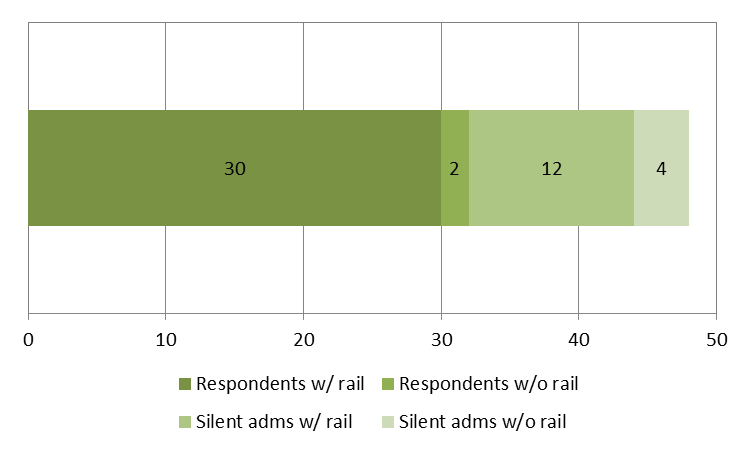 30 2 12 4
0 10 20 30 40 50
Respondents w/ rail Respondents w/o rail
Silent adms w/ rail Silent adms w/o rail